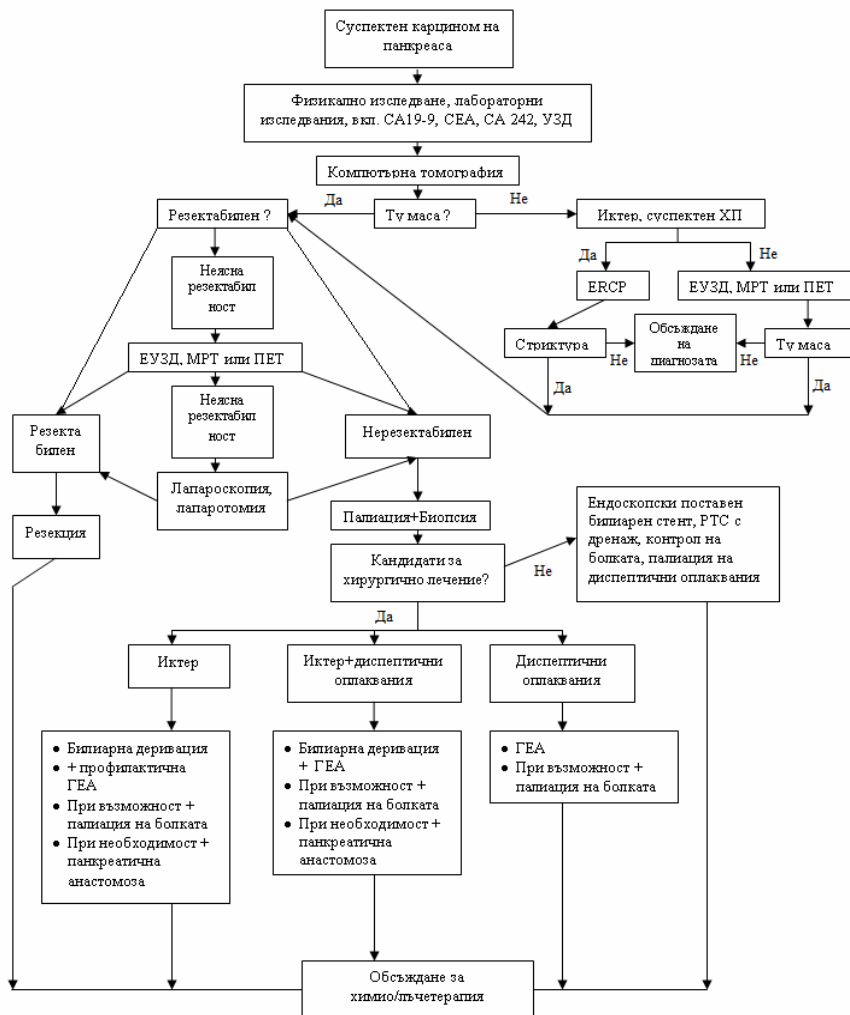 Суспектен карцином на
панкреаса
Физикално изследване, лабораторни
изследвания, вкл. СА19-9, СЕА, СА 242, УЗД
Компютърна томография
Да
Не
Резектабилен ?
Ту маса ?
Иктер, суспектен ХП
Да
Не
Неясна
резектабил
ност
ERCP
ЕУЗД, МРТ или ПЕТ
ЕУЗД, МРТ или ПЕТ
Стриктура
Не
Обсъждане
на
диагнозата
Не
Ту маса
Да
Да
Неясна
резектабил
ност
Резекта
билен
Нерезектабилен
Лапароскопия,
лапаротомия
Резекция
Палиация+Биопсия
Ендоскопски поставен
билиарен стент, РТС с
дренаж, контрол на
болката, палиация на
диспептични оплаквания
Кандидати за
хирургично лечение?
Не
Да
Иктер
Иктер+диспептични
оплаквания
Диспептични
оплаквания
● Билиарна деривация
● + профилактична
ГЕА
● При възможност +
палиация на болката
● При необходимост +
панкреатична
анастомоза
● Билиарна деривация
+ ГЕА
● При възможност +
палиация на болката
● При необходимост +
панкреатична
анастомоза
● ГЕА
● При възможност +
палиация на болката
Обсъждане за
химио/лъчетерапия